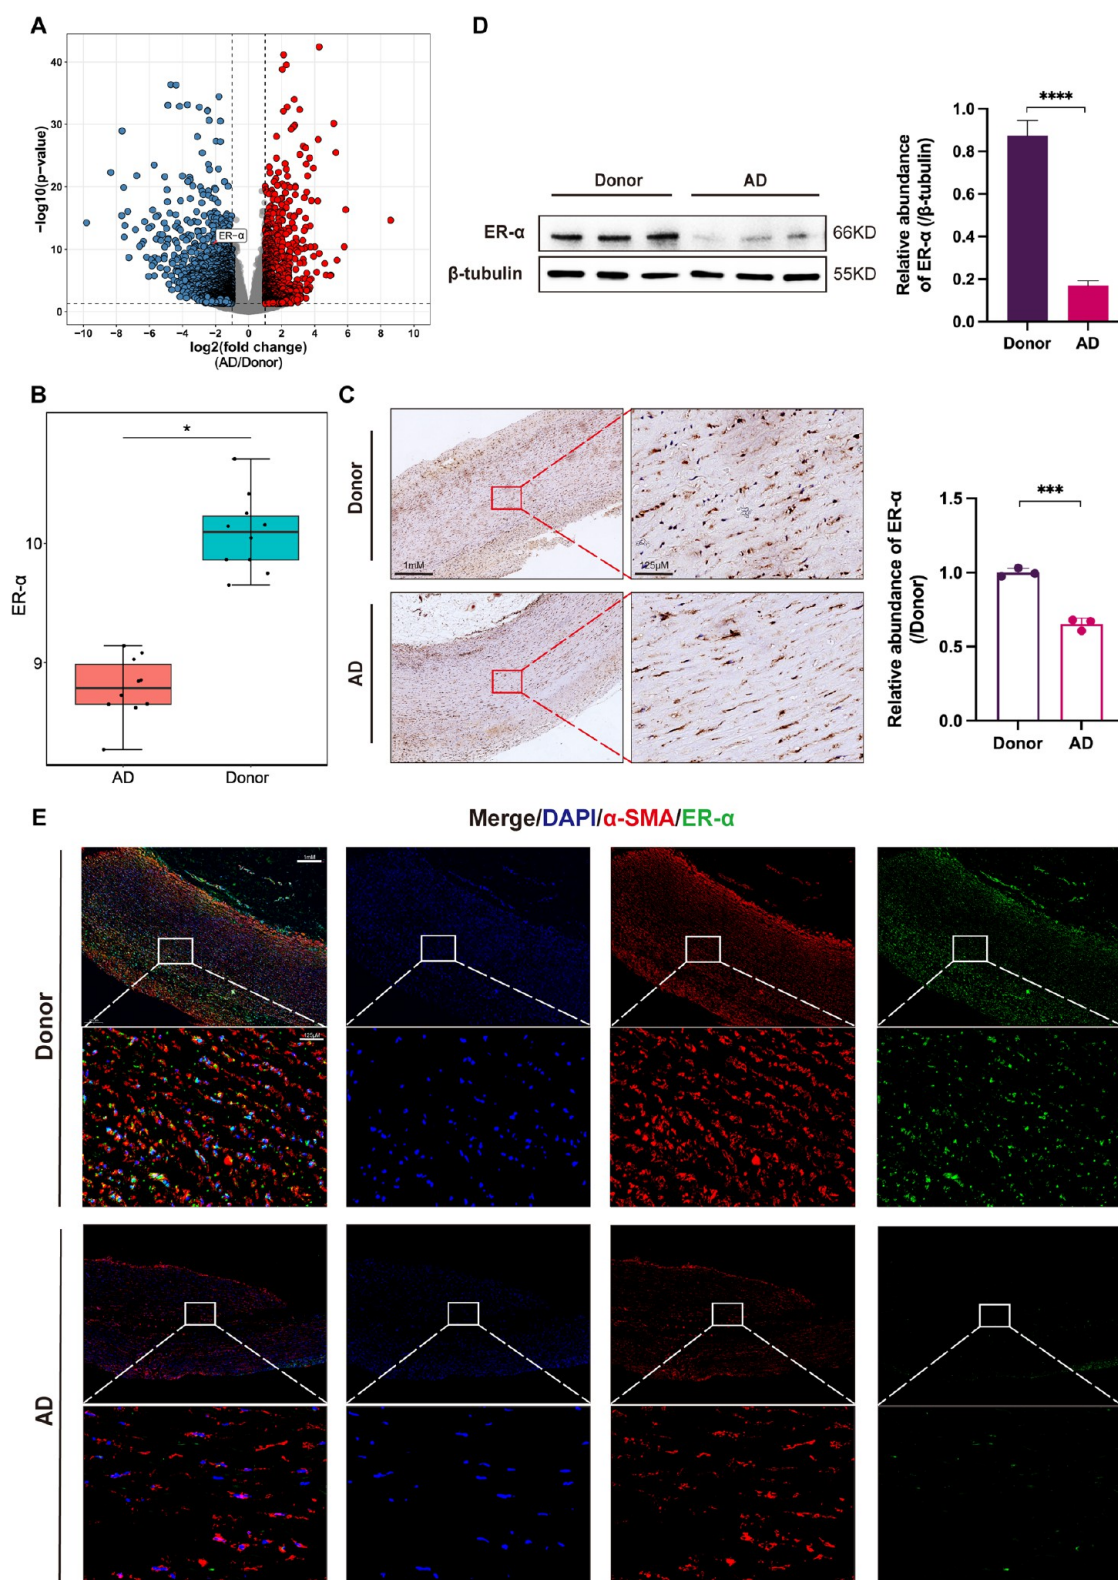 A
−log10(p−value)
40
30
20
10
0
ER−α
−10
−8
−6
−4
−2
0
2
4
6
8
10
log2(fold change)
(AD/Donor)
D
Donor
AD
ER-α
66KD
β-tubulin
55KD
Relative abundance
of ER-α (/β-tubulin)
1.0
0.8
0.6
0.4
0.2
0.0
****
Donor
AD
B
ER-α
10
9
*
AD
Donor
C
Donor
1mM
125μM
AD
Relative abundance of ER-α
(/Donor)
1.5
1.0
0.5
0.0
***
Donor
AD
E
Merge/DAPI/α-SMA/ER-α
Donor
1mM
125μM
AD